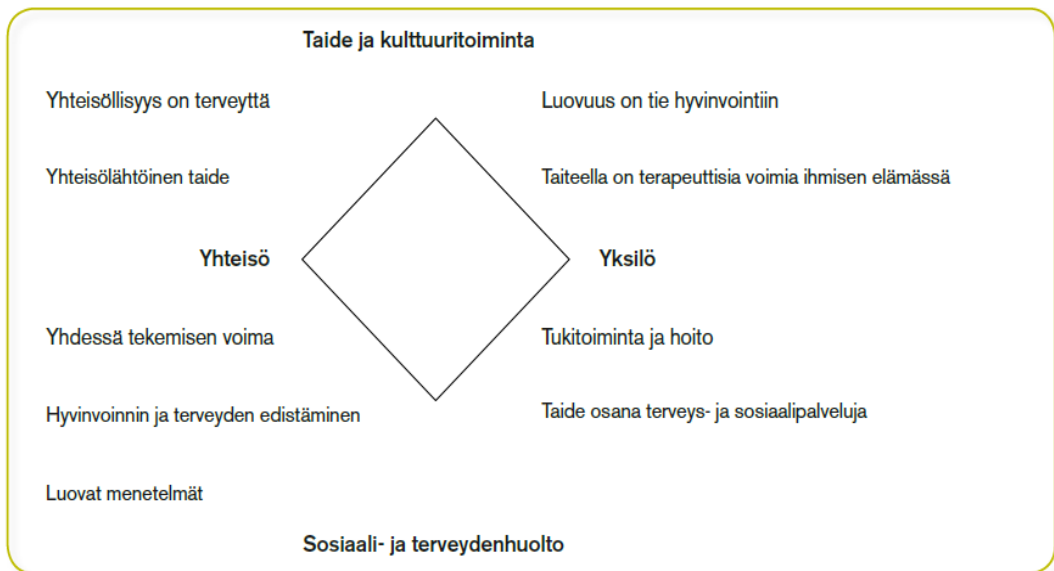 Taide ja kulttuuritoiminta
Yhteisöllisyys on terveyttä
Luovuus on tie hyvinvointiin
Yhteisölähtöinen taide
Taiteella on terapeuttisia voimia ihmisen elämässä
Yhteisö
Yksilö
Yhdessä tekemisen voima
Tukitoiminta ja hoito
Hyvinvoinnin ja terveyden edistäminen
Taide osana terveys- ja sosiaalipalveluja
Luovat menetelmät
Sosiaali- ja terveydenhuolto